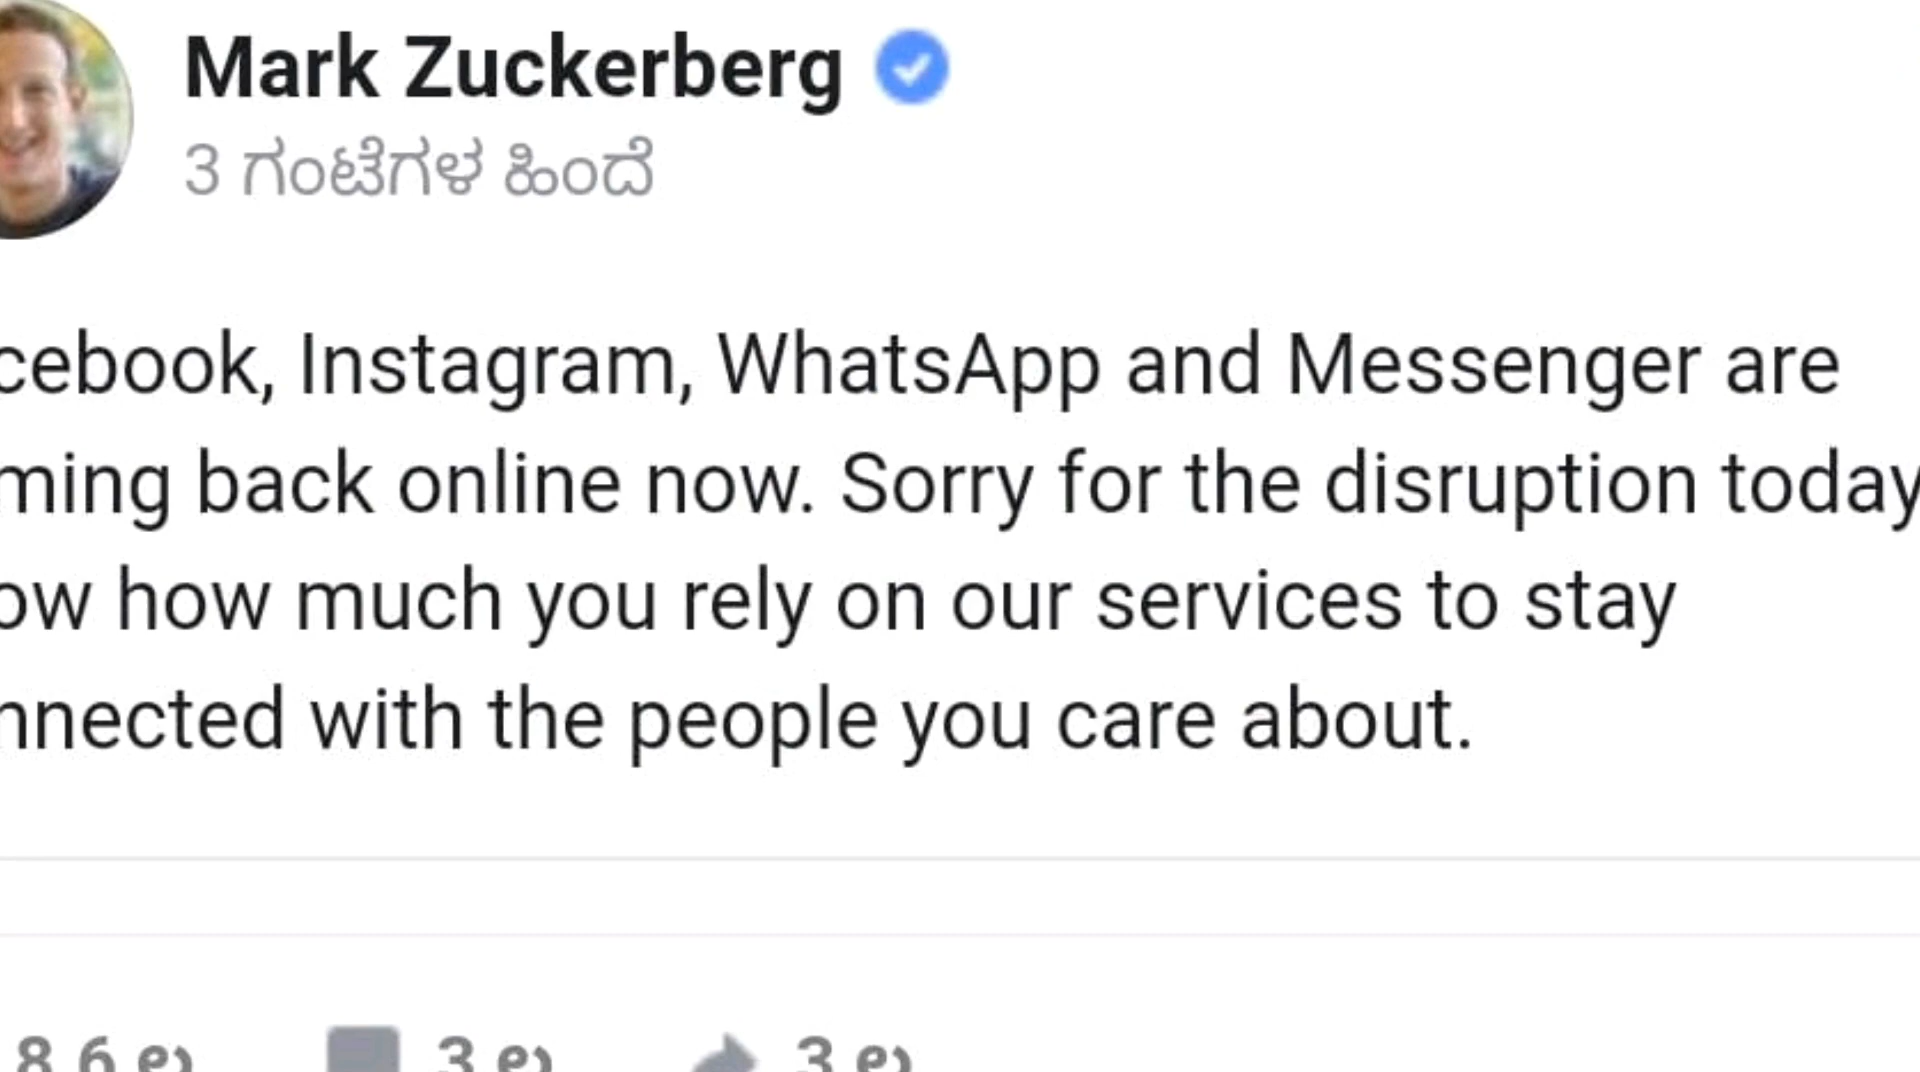 Mark Zuckerberg
3 ಗಂಟೆಗಳ ಹಿಂದೆ
cebook, Instagram, WhatsApp and Messenger are
ming back online now. Sorry for the disruption today
ow how much you rely on our services to stay
nnected with the people you care about.
8 6 ಲ 3 ಲ 3 ಲ